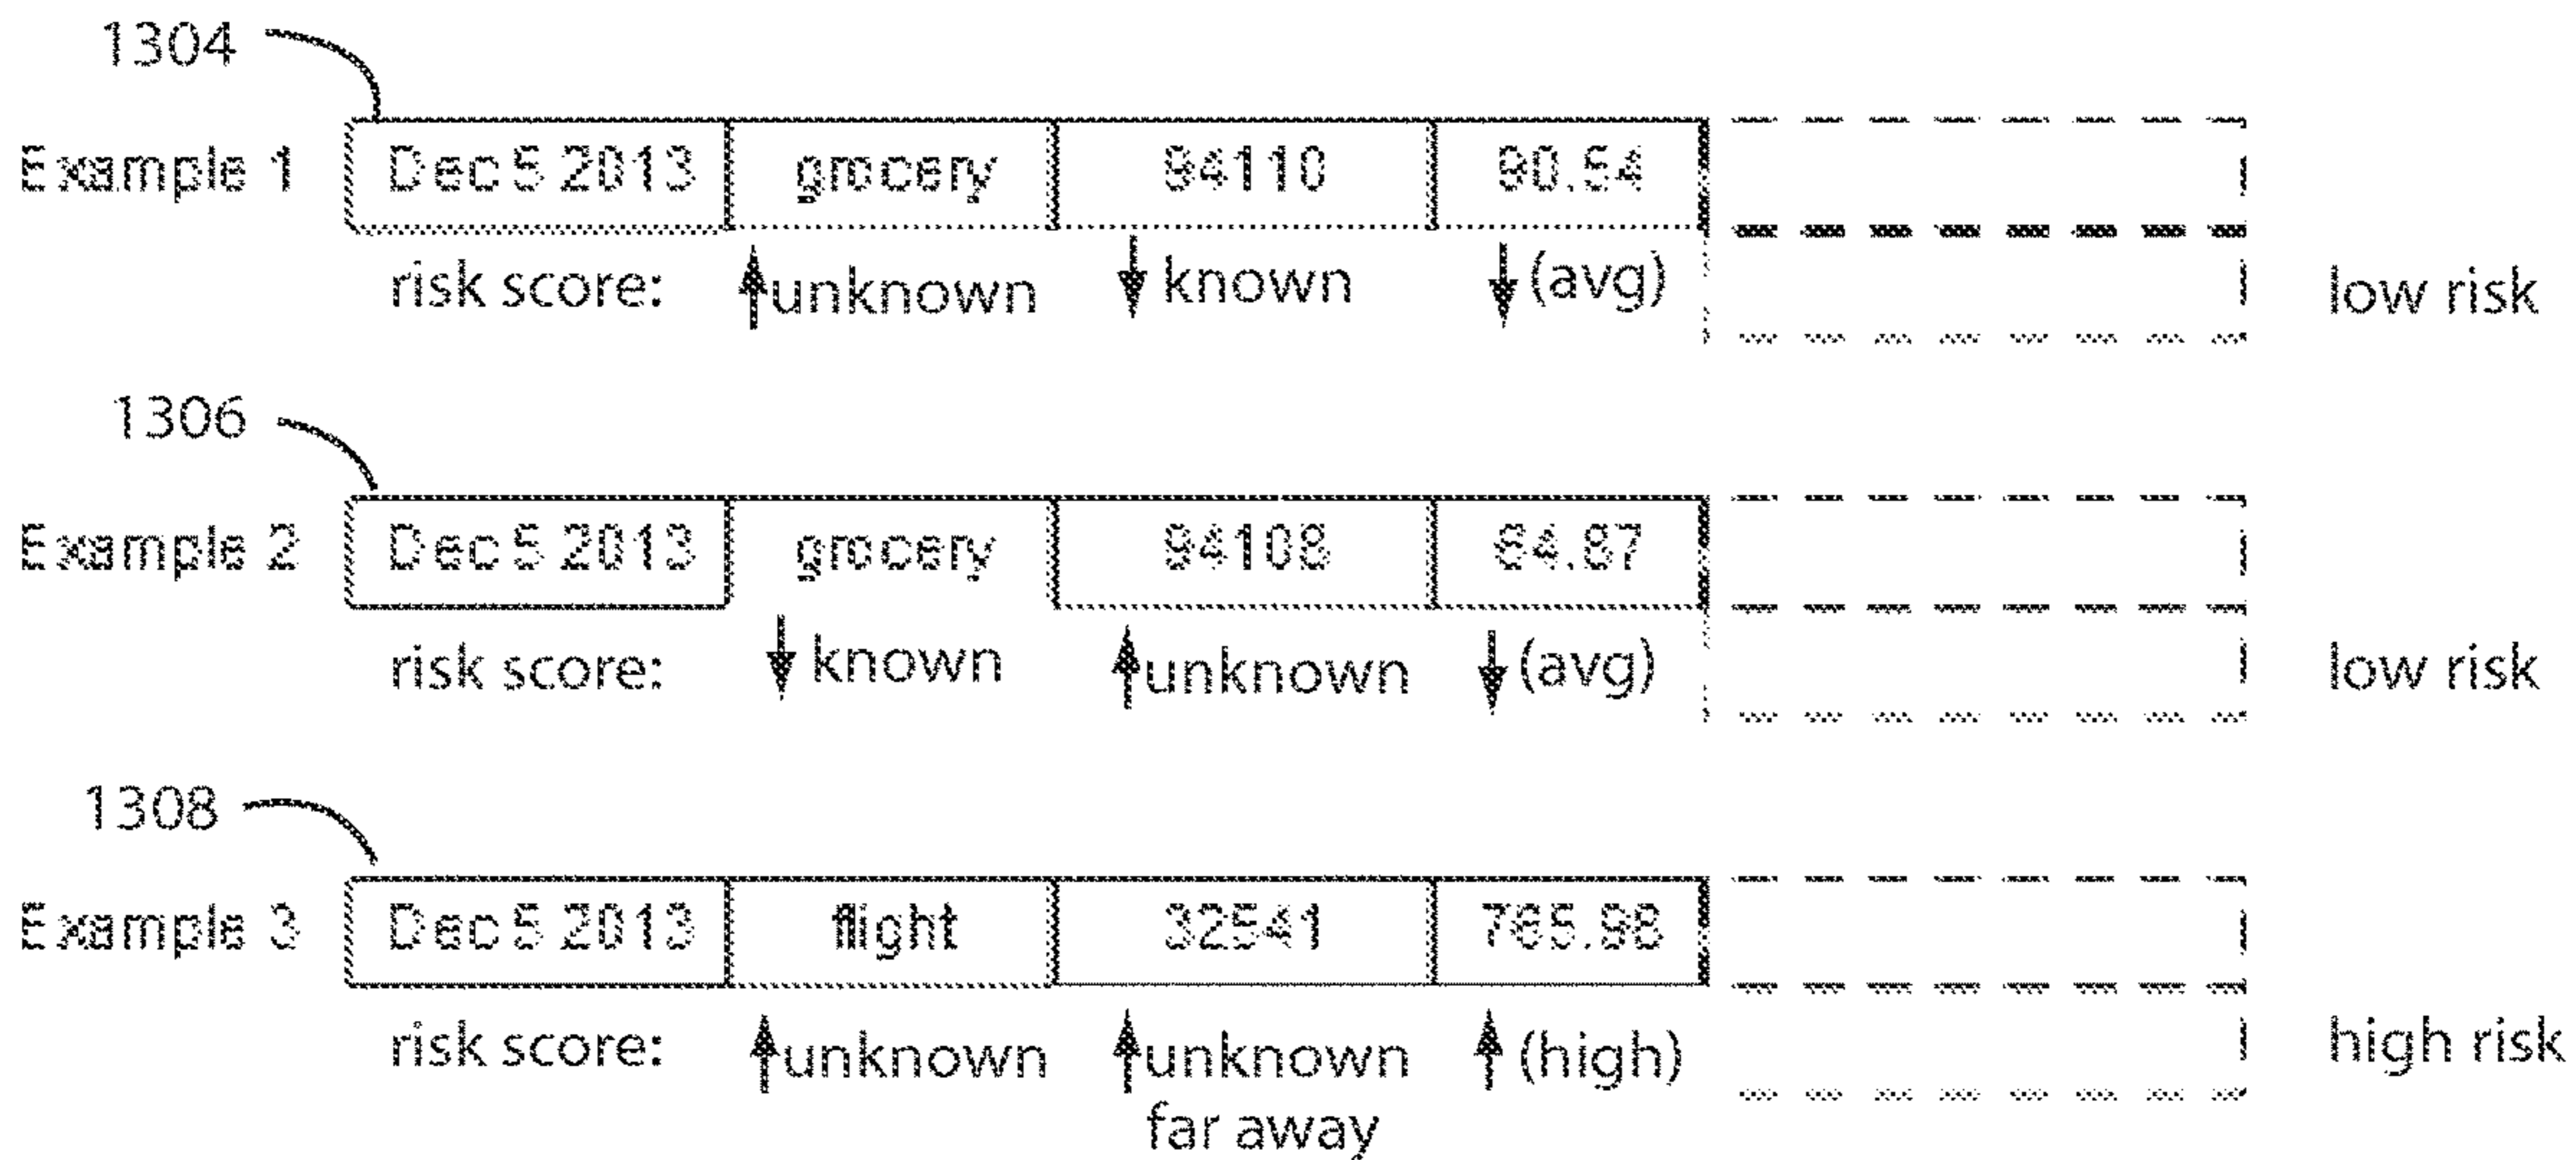 1304
Example 1 Dec 5 2013 grocery 94110 90.54
risk score: unknown known (avg) low risk
1306
Example 2 Dec 5 2013 grocery 94108 64.87
risk score: known unknown (avg) low risk
1308
Example 3 Dec 5 2013 flight 32541 765.98
risk score: unknown unknown (high) high risk
far away